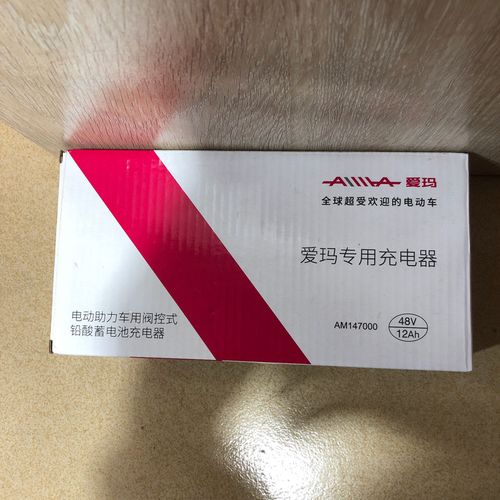 AIMA 爱玛
全球超受欢迎的电动车
爱玛专用充电器
电动助力车用阀控式
铅酸蓄电池充电器
AM147000
48V
12Ah